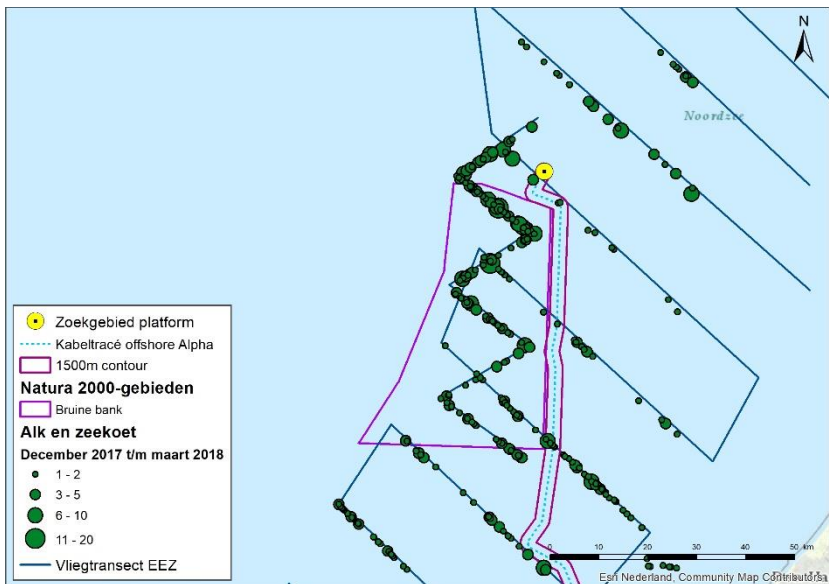 N
Noordzee
Zoekgebied platform
Kabeltracé offshore Alpha
1500m contour
Natura 2000-gebieden
Bruine bank
Alk en zeekoet
December 2017 t/m maart 2018
1 - 2
3 - 5
6 - 10
11 - 20
Vliegtransect EEZ
0 10 20 30 40 50 km
Esri Nederland, Community Map Contributors